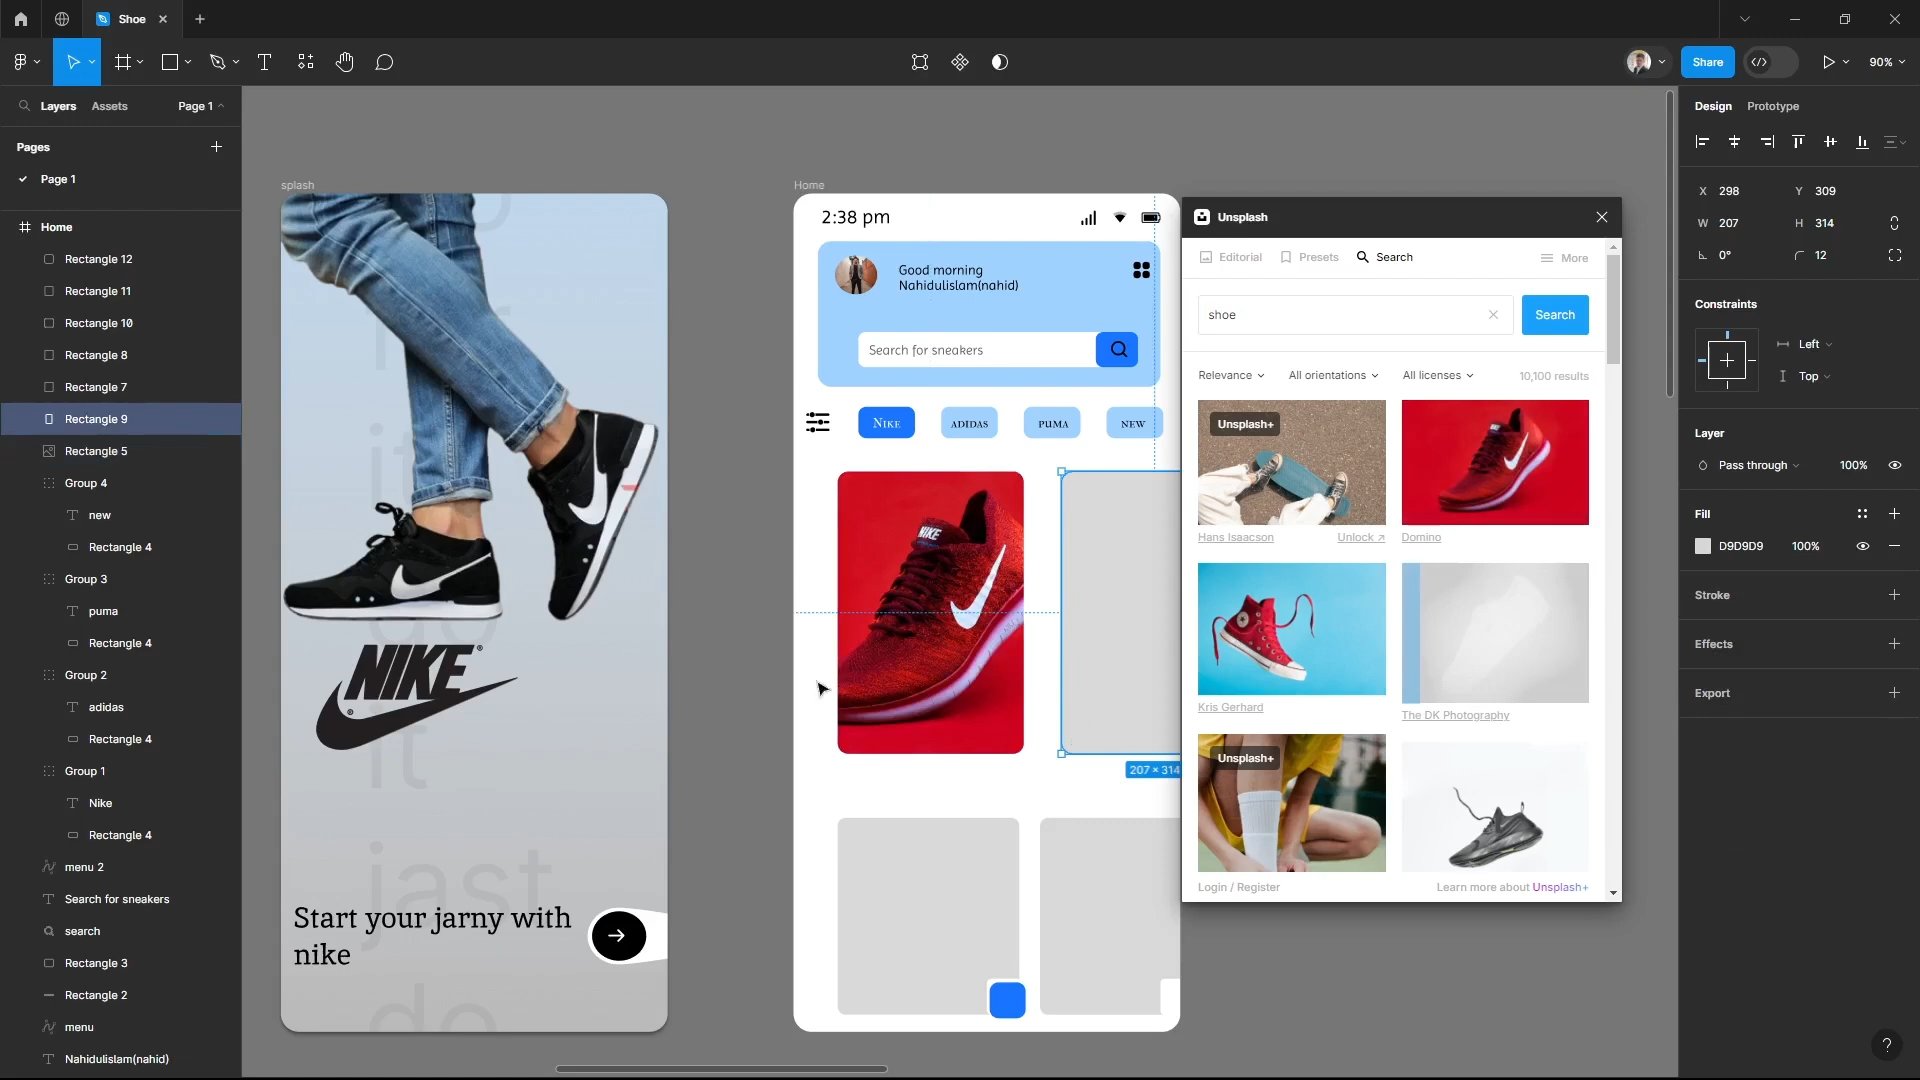 Shoe
Share
90%
Layers
Assets
Page 1
Pages
Page 1
Home
Rectangle 12
Rectangle 11
Rectangle 10
Rectangle 8
Rectangle 7
Rectangle 9
Rectangle 5
Group 4
new
Rectangle 4
Group 3
puma
Rectangle 4
Group 2
adidas
Rectangle 4
Group 1
Nike
Rectangle 4
menu 2
Search for sneakers
search
Rectangle 3
Rectangle 2
menu
Nahidulislam(nahid)
splash
do it
NIKE
®
®
it
jast
do
Start your jarny with
nike
Home
2:38 pm
Good morning
Nahidulislam(nahid)
Search for sneakers
Nike
adidas
puma
new
NIKE
207 × 314
Unsplash
Editorial
Presets
Search
More
shoe
Search
Relevance
All orientations
All licenses
10,100 results
Unsplash+
Hans Isaacson
Unlock ↗
Domino
Kris Gerhard
The DK Photography
Unsplash+
Login / Register
Learn more about Unsplash+
Design
Prototype
X 298
Y 309
W 207
H 314
0°
12
Constraints
Left
Top
Layer
Pass through
100%
Fill
D9D9D9
100%
Stroke
Effects
Export
?